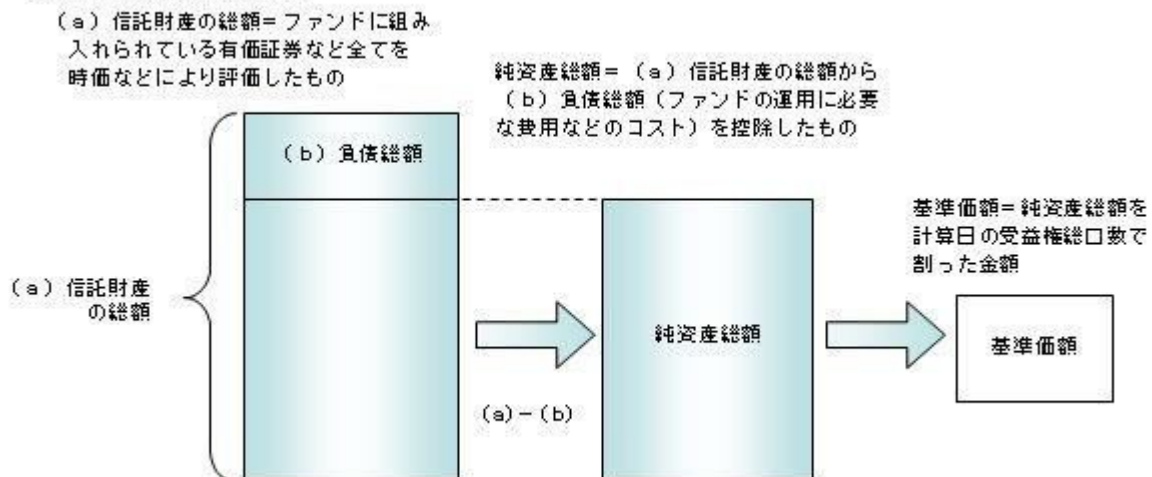 (a)信託財産の総額=ファンドに組み
入れられている有価証券など全てを
時価などにより評価したもの
純資産総額=(a)信託財産の総額から
(b)負債総額(ファンドの運用に必要
な費用などのコスト)を控除したもの
(b)負債総額
基準価額=純資産総額を
計算日の受益権総口数で
割った金額
(a)信託財産
の総額
純資産総額
基準価額
(a)-(b)